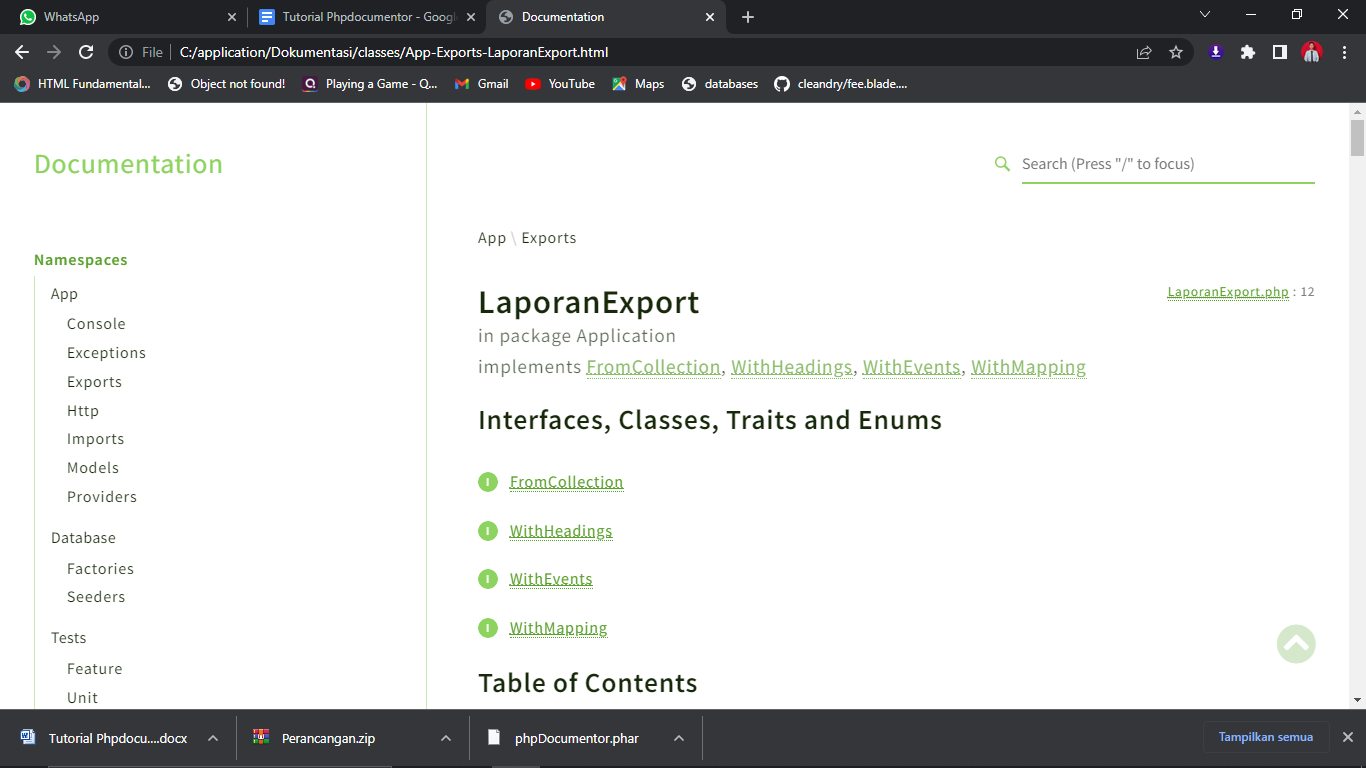 WhatsApp
Tutorial Phpdocumentor - Google
Documentation
File
C:/application/Dokumentasi/classes/App-Exports-LaporanExport.html
HTML Fundamental...
Object not found!
Playing a Game - Q...
Gmail
YouTube
Maps
databases
cleandry/fee.blade....
Documentation
Search (Press "/" to focus)
Namespaces
App
Console
Exceptions
Exports
Http
Imports
Models
Providers
Database
Factories
Seeders
Tests
Feature
Unit
App \ Exports
LaporanExport
LaporanExport.php : 12
in package Application
implements FromCollection, WithHeadings, WithEvents, WithMapping
Interfaces, Classes, Traits and Enums
I FromCollection
I WithHeadings
I WithEvents
I WithMapping
Table of Contents
Tutorial Phpdocu....docx
Perancangan.zip
phpDocumentor.phar
Tampilkan semua